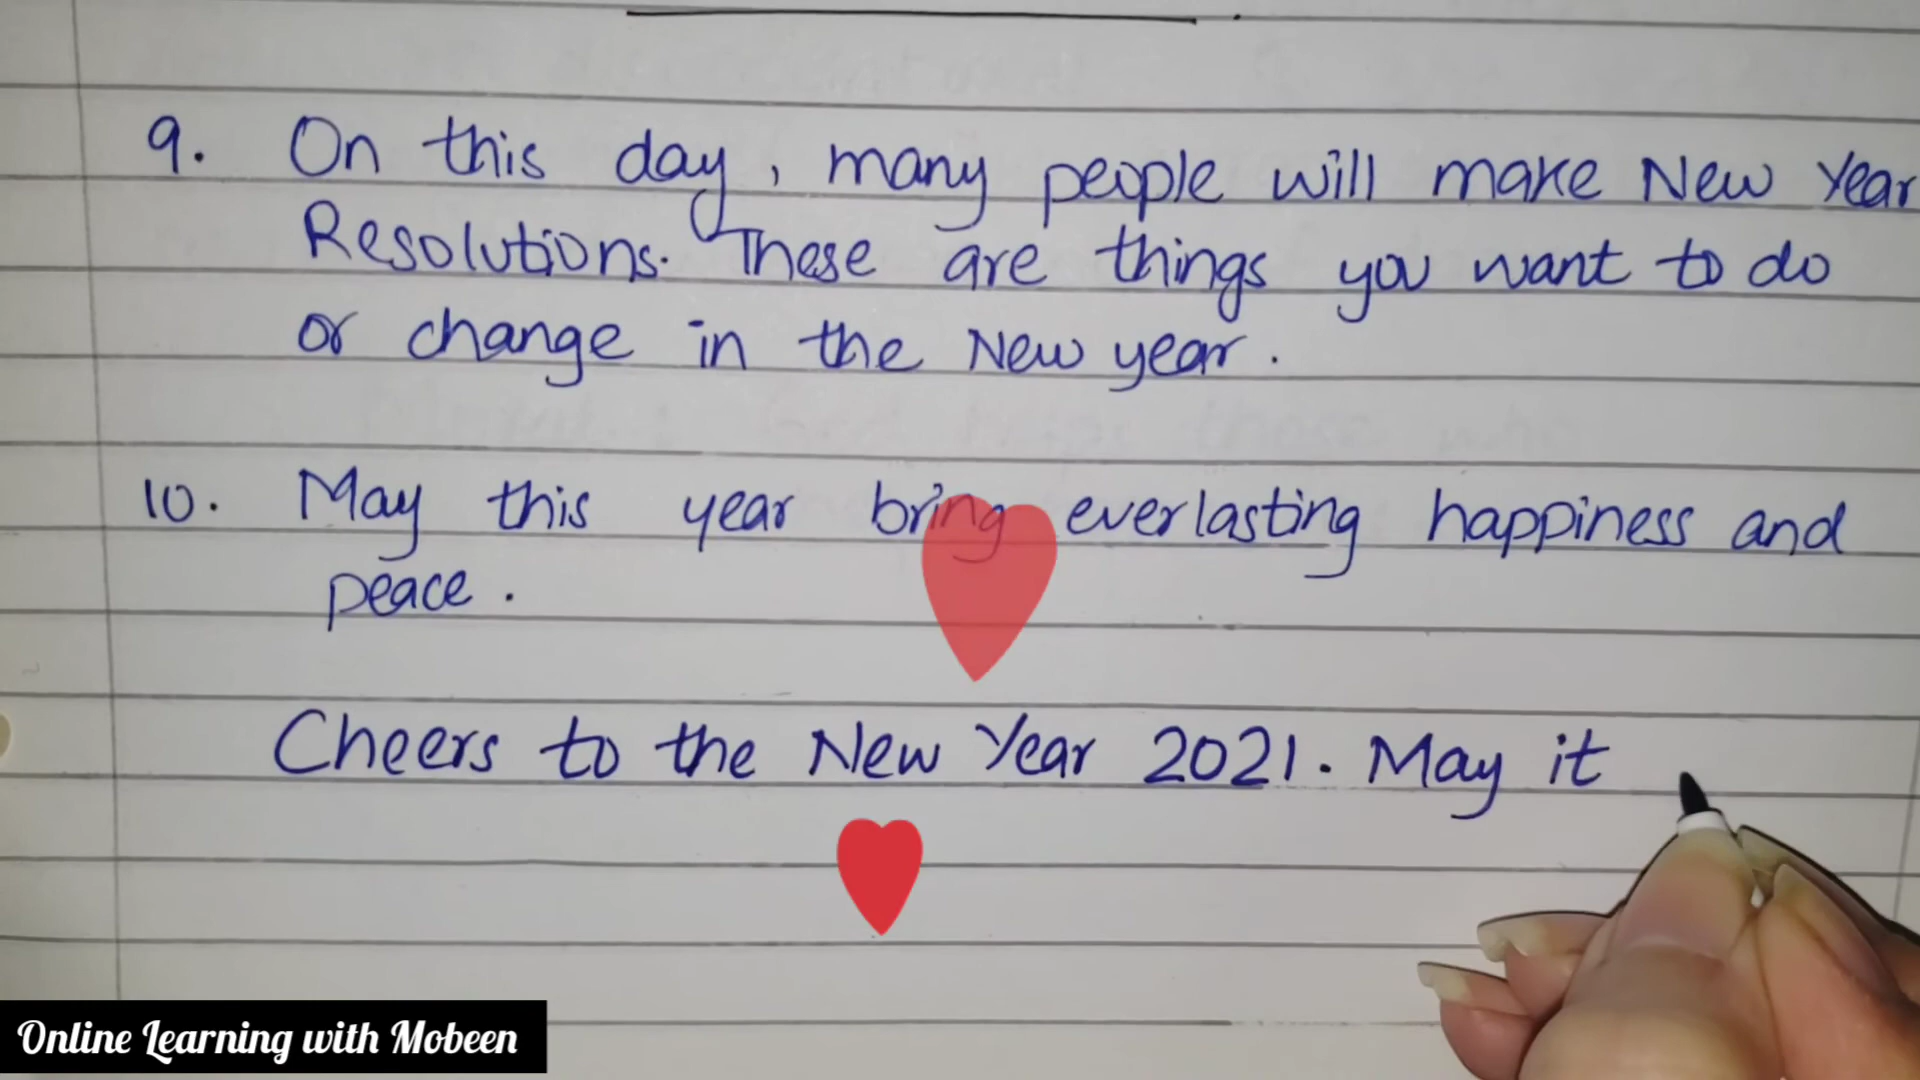 9. On this day, many people will make New Year
Resolutions. These are things you want to do
or change in the New year.
10. May this year bring everlasting happiness and
peace.
Cheers to the New Year 2021. May it
Online Learning with Mobeen